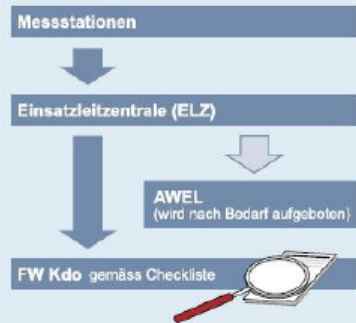 Messstationen
Einsatzleitzentrale (ELZ)
AWEL
(wird nach Bedarf aufgeboten)
FW Kdo gemäss Checkliste